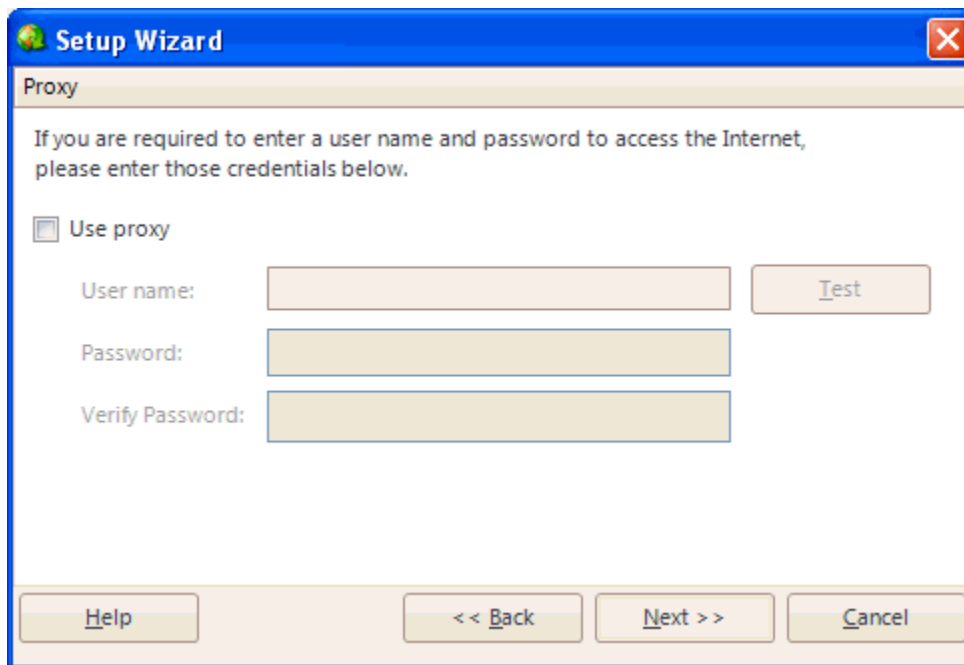 Setup Wizard
Proxy
If you are required to enter a user name and password to access the Internet,
please enter those credentials below.
Use proxy
User name:
Test
Password:
Verify Password:
Help
<< Back
Next >>
Cancel